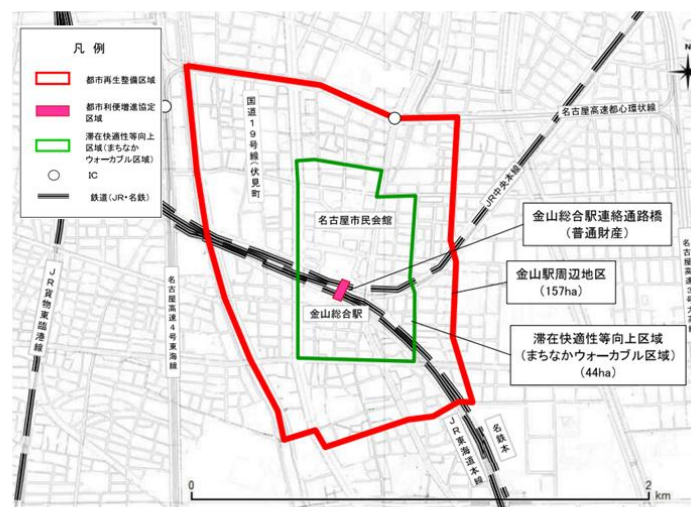 凡 例
都市再生整備区域
都市利便増進協定
区域
滞在快適性等向上
区域(まちなか
ウォーカブル区域)
IC
鉄道(JR・名鉄)
国道19号線(伏見町
N
名古屋高速都心環状線
JR中央本線
名古屋市民会館
金山総合駅連絡通路橋
(普通財産)
金山駅周辺地区
(157ha)
金山総合駅
滞在快適性等向上区域
(まちなかウォーカブル区域)
(44ha)
JR貨物東臨港線
名古屋高速4号東海線
JR東海道本線
名鉄本
0
2
km